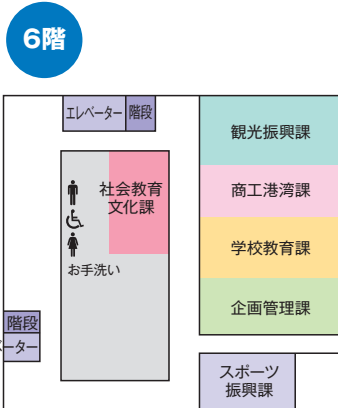 6階
エレベーター 階段
観光振興課
社会教育
文化課
商工港湾課
お手洗い
学校教育課
企画管理課
階段
ーター
スポーツ
振興課